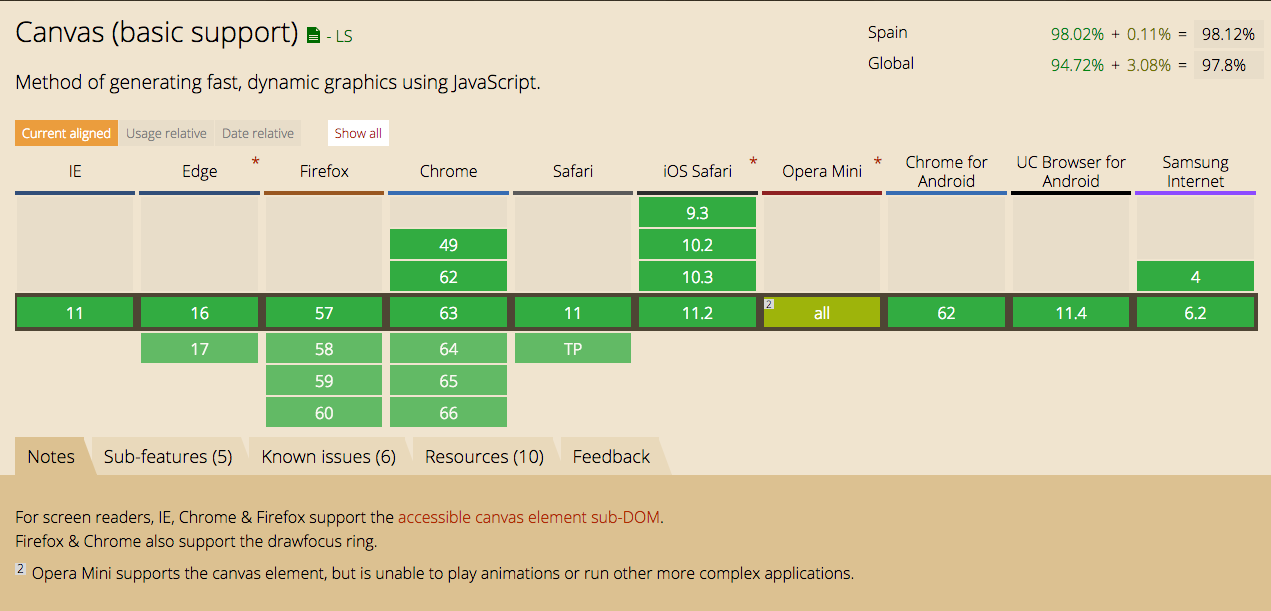 Canvas (basic support) - LS
Spain 98.02% + 0.11% = 98.12%
Global 94.72% + 3.08% = 97.8%
Method of generating fast, dynamic graphics using JavaScript.
Current aligned Usage relative Date relative Show all
IE Edge * Firefox Chrome Safari iOS Safari * Opera Mini * Chrome for Android UC Browser for Android Samsung Internet
9.3
49 10.2
62 10.3 4
11 16 57 63 11 11.2 2 all 62 11.4 6.2
17 58 64 TP
59 65
60 66
Notes Sub-features (5) Known issues (6) Resources (10) Feedback
For screen readers, IE, Chrome & Firefox support the accessible canvas element sub-DOM.
Firefox & Chrome also support the drawfocus ring.
2 Opera Mini supports the canvas element, but is unable to play animations or run other more complex applications.